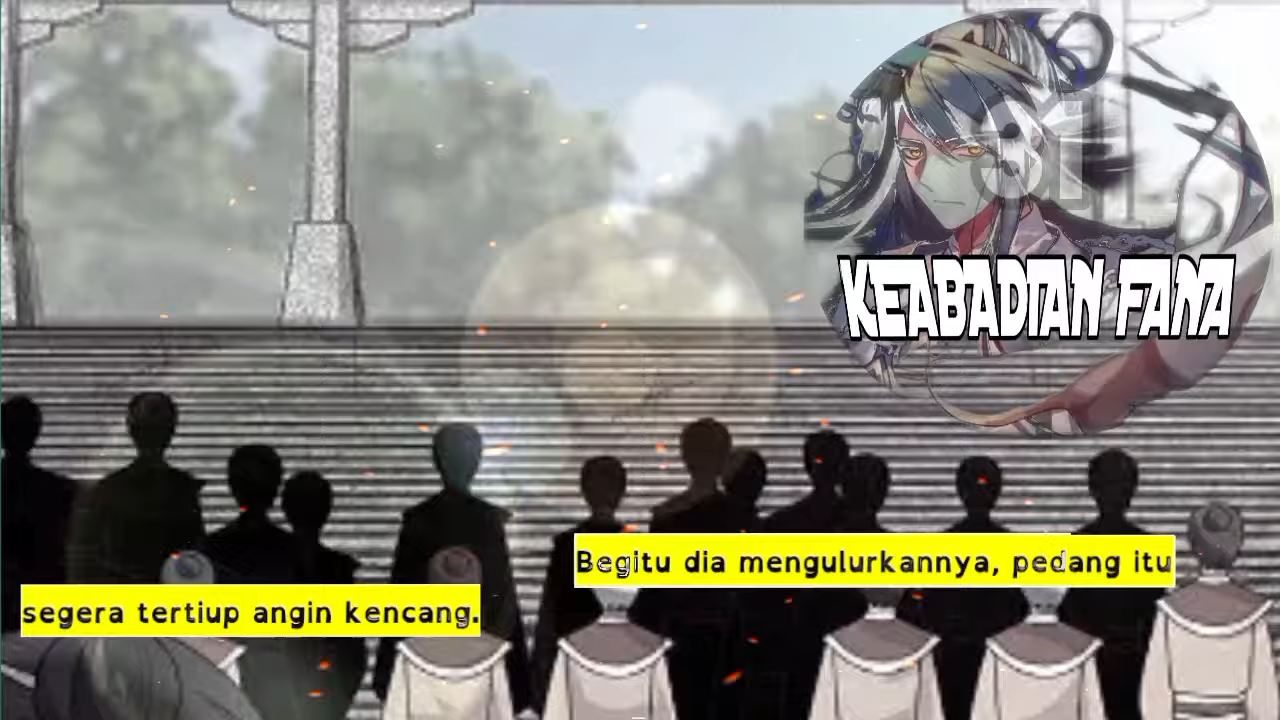 KEABADIAN FANA
Begitu dia mengulurkannya, pedang itu
segera tertiup angin kencang.